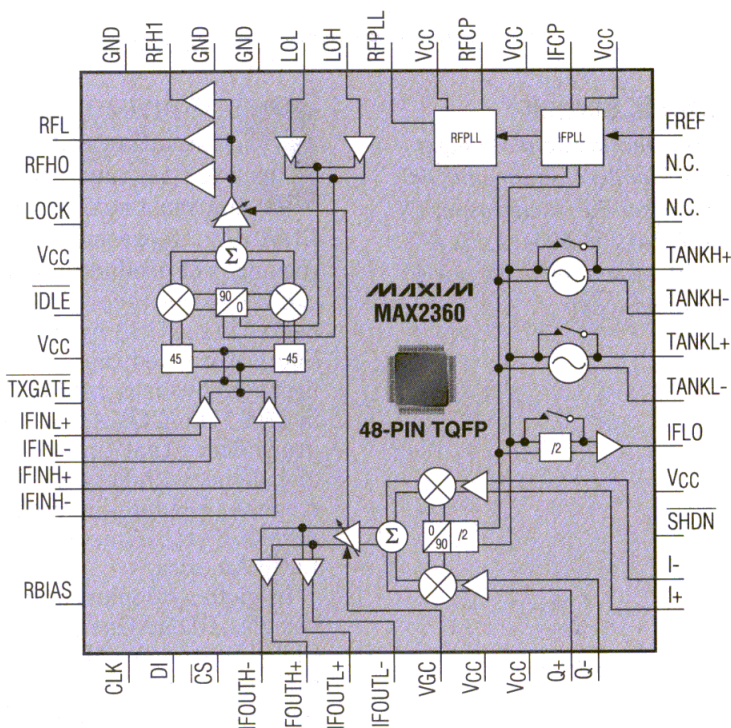 GND
RFH1
GND
GND
LOL
LOH
RFPLL
VCC
RFCP
VCC
IFCP
VCC
RFL
RFHO
LOCK
VCC
IDLE
VCC
TXGATE
IFINL+
IFINL-
IFINH+
IFINH-
RBIAS
RFPLL
IFPLL
Σ
90
0
45
-45
MAXIM
MAX2360
48-PIN TQFP
/2
0
90
/2
Σ
FREF
N.C.
N.C.
TANKH+
TANKH-
TANKL+
TANKL-
IFLO
VCC
SHDN
I-
I+
CLK
DI
CS
IFOUTH-
IFOUTH+
IFOUTL+
IFOUTL-
VGC
VCC
VCC
Q+
Q-